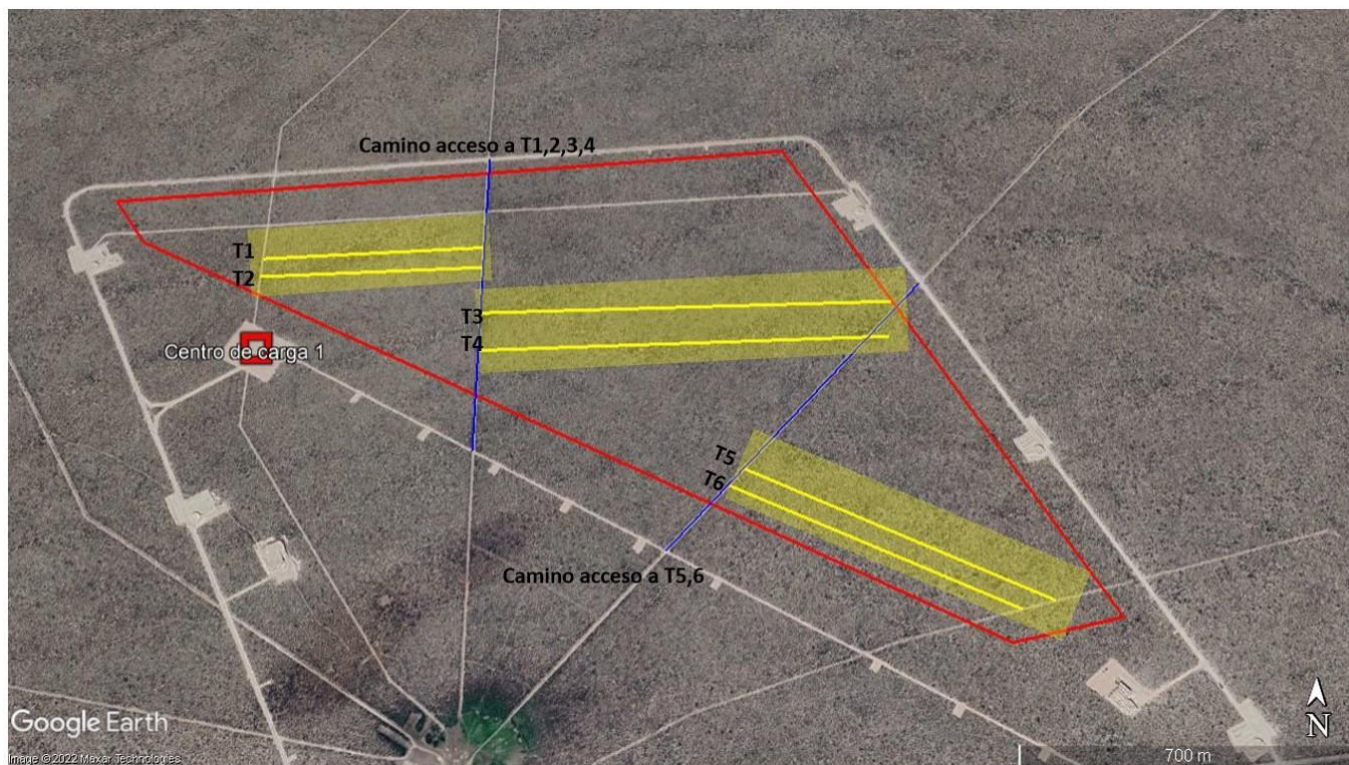 Camino acceso a T1,2,3,4
T1
T2
T3
T4
Centro de carga 1
T5
T6
Camino acceso a T5,6
Google Earth
N
Image © 2022 Maxar Technologies
700 m